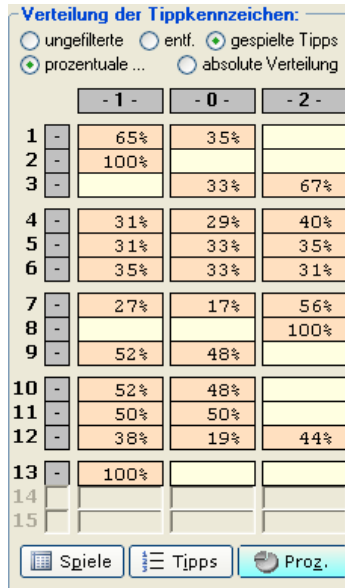 Verteilung der Tippkennzeichen:
ungefilterte entf. gespielte Tipps
prozentuale ... absolute Verteilung
- 1 - - 0 - - 2 -
1 - 65% 35%
2 - 100%
3 - 33% 67%
4 - 31% 29% 40%
5 - 31% 33% 35%
6 - 35% 33% 31%
7 - 27% 17% 56%
8 - 100%
9 - 52% 48%
10 - 52% 48%
11 - 50% 50%
12 - 38% 19% 44%
13 - 100%
14
15
Spiele Tipps Proz.